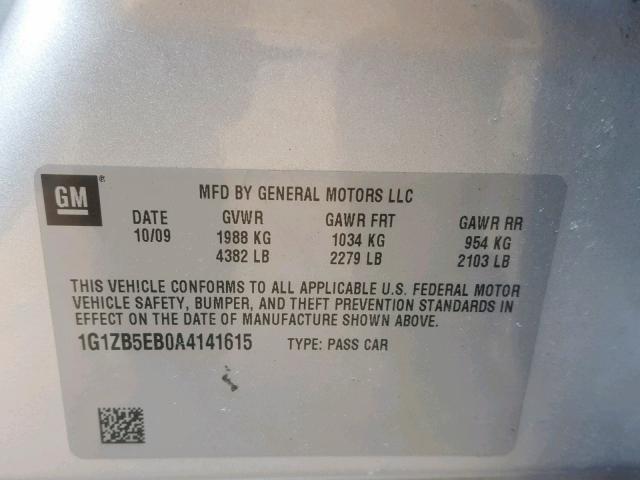 GM ® MFD BY GENERAL MOTORS LLC
DATE GVWR GAWR FRT GAWR RR
10/09 1988 KG 1034 KG 954 KG
4382 LB 2279 LB 2103 LB
THIS VEHICLE CONFORMS TO ALL APPLICABLE U.S. FEDERAL MOTOR
VEHICLE SAFETY, BUMPER, AND THEFT PREVENTION STANDARDS IN
EFFECT ON THE DATE OF MANUFACTURE SHOWN ABOVE.
1G1ZB5EB0A4141615 TYPE: PASS CAR